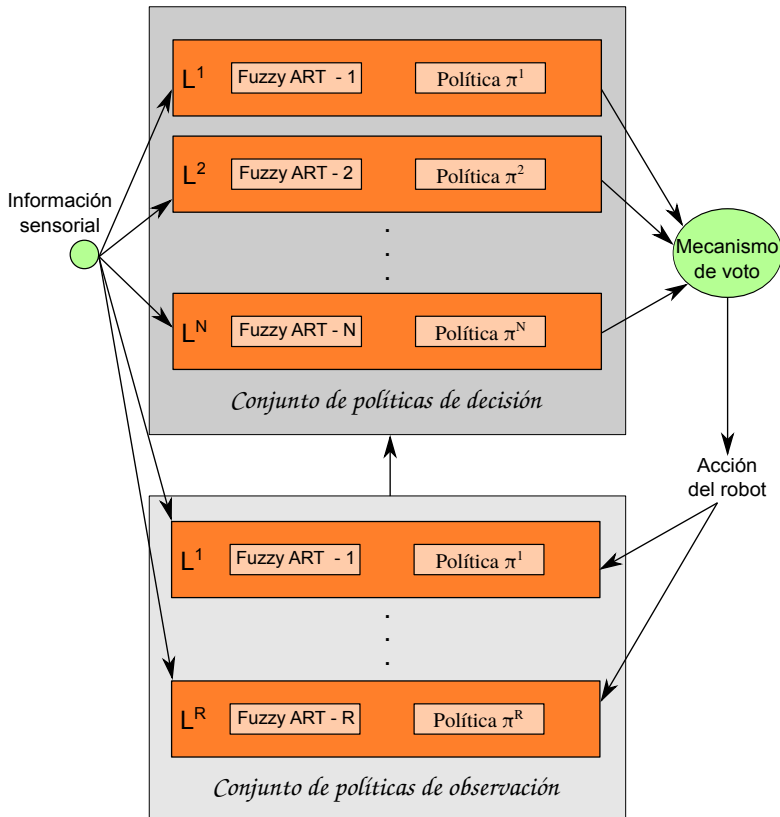 L¹ Fuzzy ART - 1 Política π¹
L² Fuzzy ART - 2 Política π²
Información
sensorial
.
.
.
Mecanismo
de voto
Lᴺ Fuzzy ART - N Política πᴺ
Conjunto de políticas de decisión
Acción
del robot
L¹ Fuzzy ART - 1 Política π¹
.
.
.
Lᴿ Fuzzy ART - R Política πᴿ
Conjunto de políticas de observación